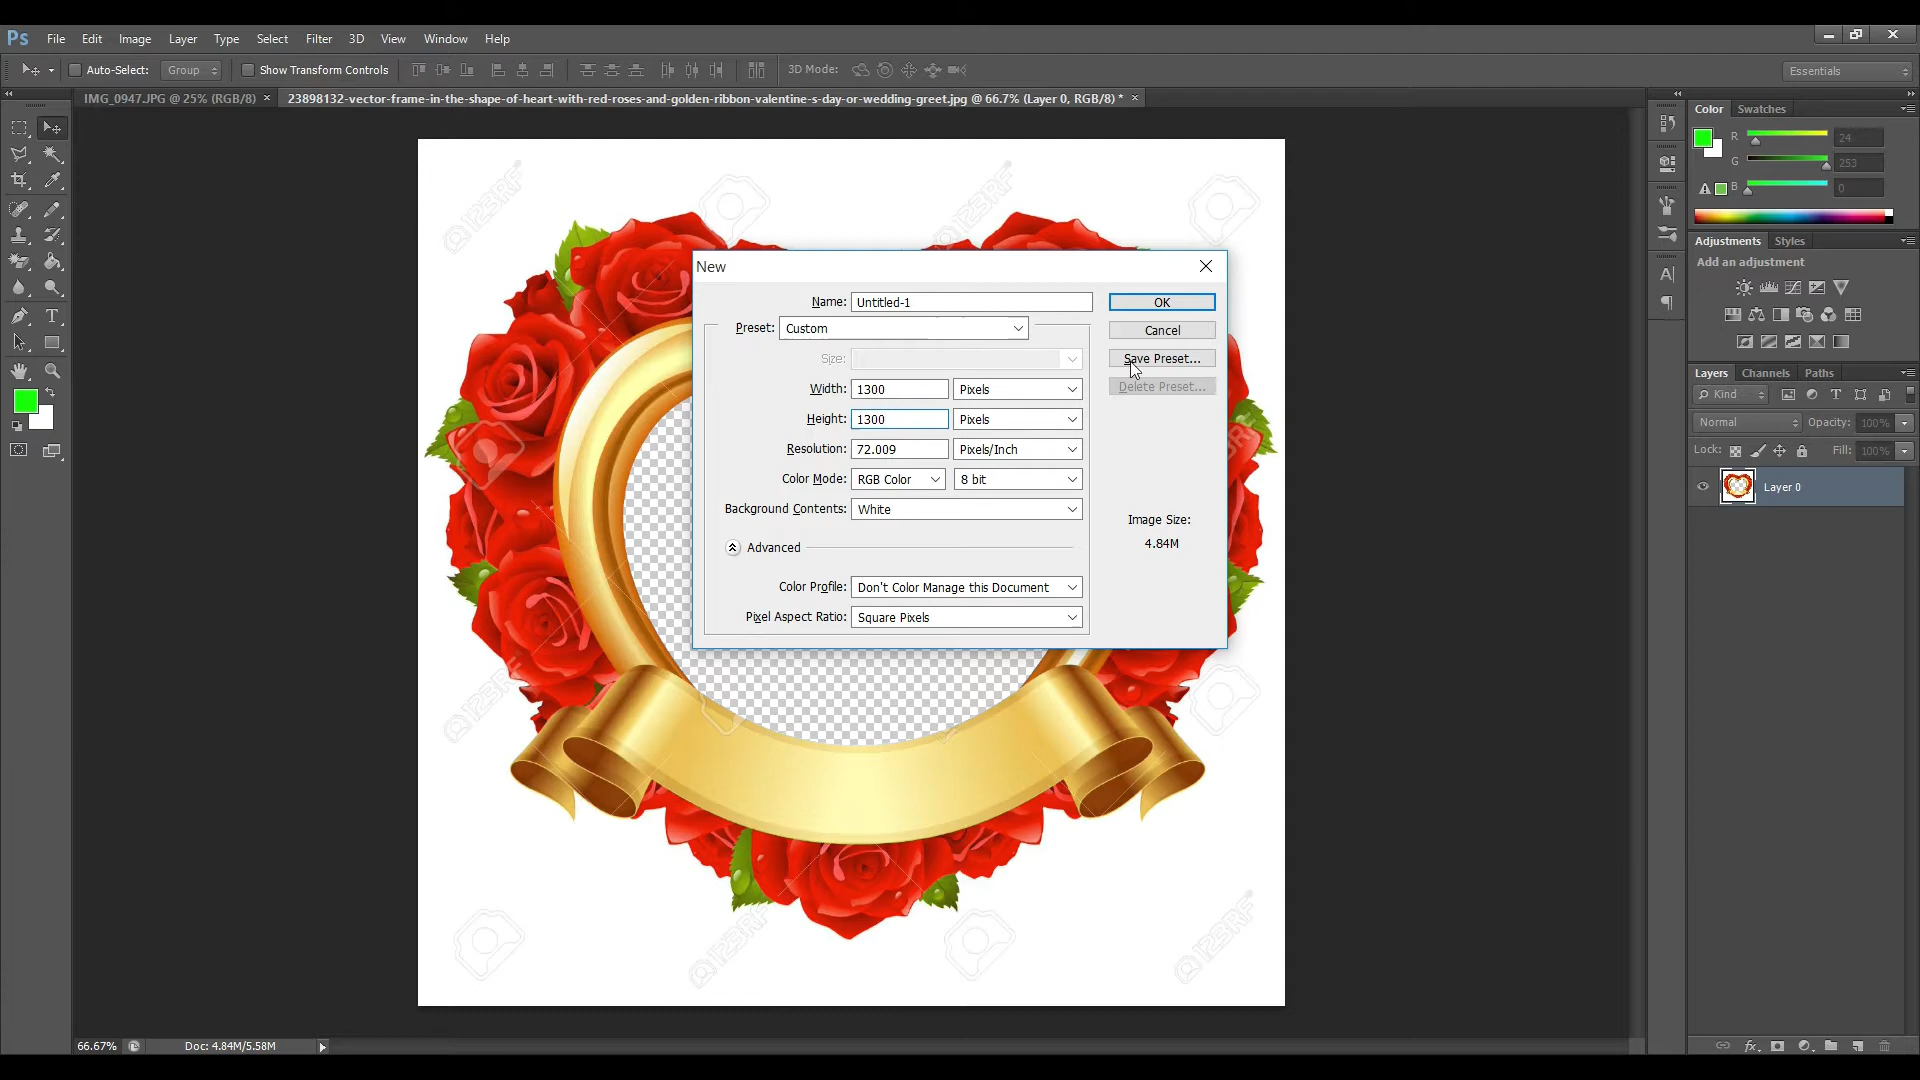 Ps File Edit Image Layer Type Select Filter 3D View Window Help
Auto-Select: Group Show Transform Controls 3D Mode: Essentials
IMG_0947.JPG @ 25% (RGB/8) × 23898132-vector-frame-in-the-shape-of-heart-with-red-roses-and-golden-ribbon-valentine-s-day-or-wedding-greet.jpg @ 66.7% (Layer 0, RGB/8) * ×
Color Swatches
R 24
G 253
B 0
Adjustments Styles
Add an adjustment
Layers Channels Paths
Kind
Normal Opacity: 100%
Lock: Fill: 100%
Layer 0
New
Name: Untitled-1 OK
Preset: Custom Cancel
Size: Save Preset...
Width: 1300 Pixels Delete Preset...
Height: 1300 Pixels
Resolution: 72.009 Pixels/Inch
Color Mode: RGB Color 8 bit
Background Contents: White
Image Size:
4.84M
Advanced
Color Profile: Don't Color Manage this Document
Pixel Aspect Ratio: Square Pixels
123RF
123RF
123RF
123RF
123RF
123RF
66.67% Doc: 4.84M/5.58M